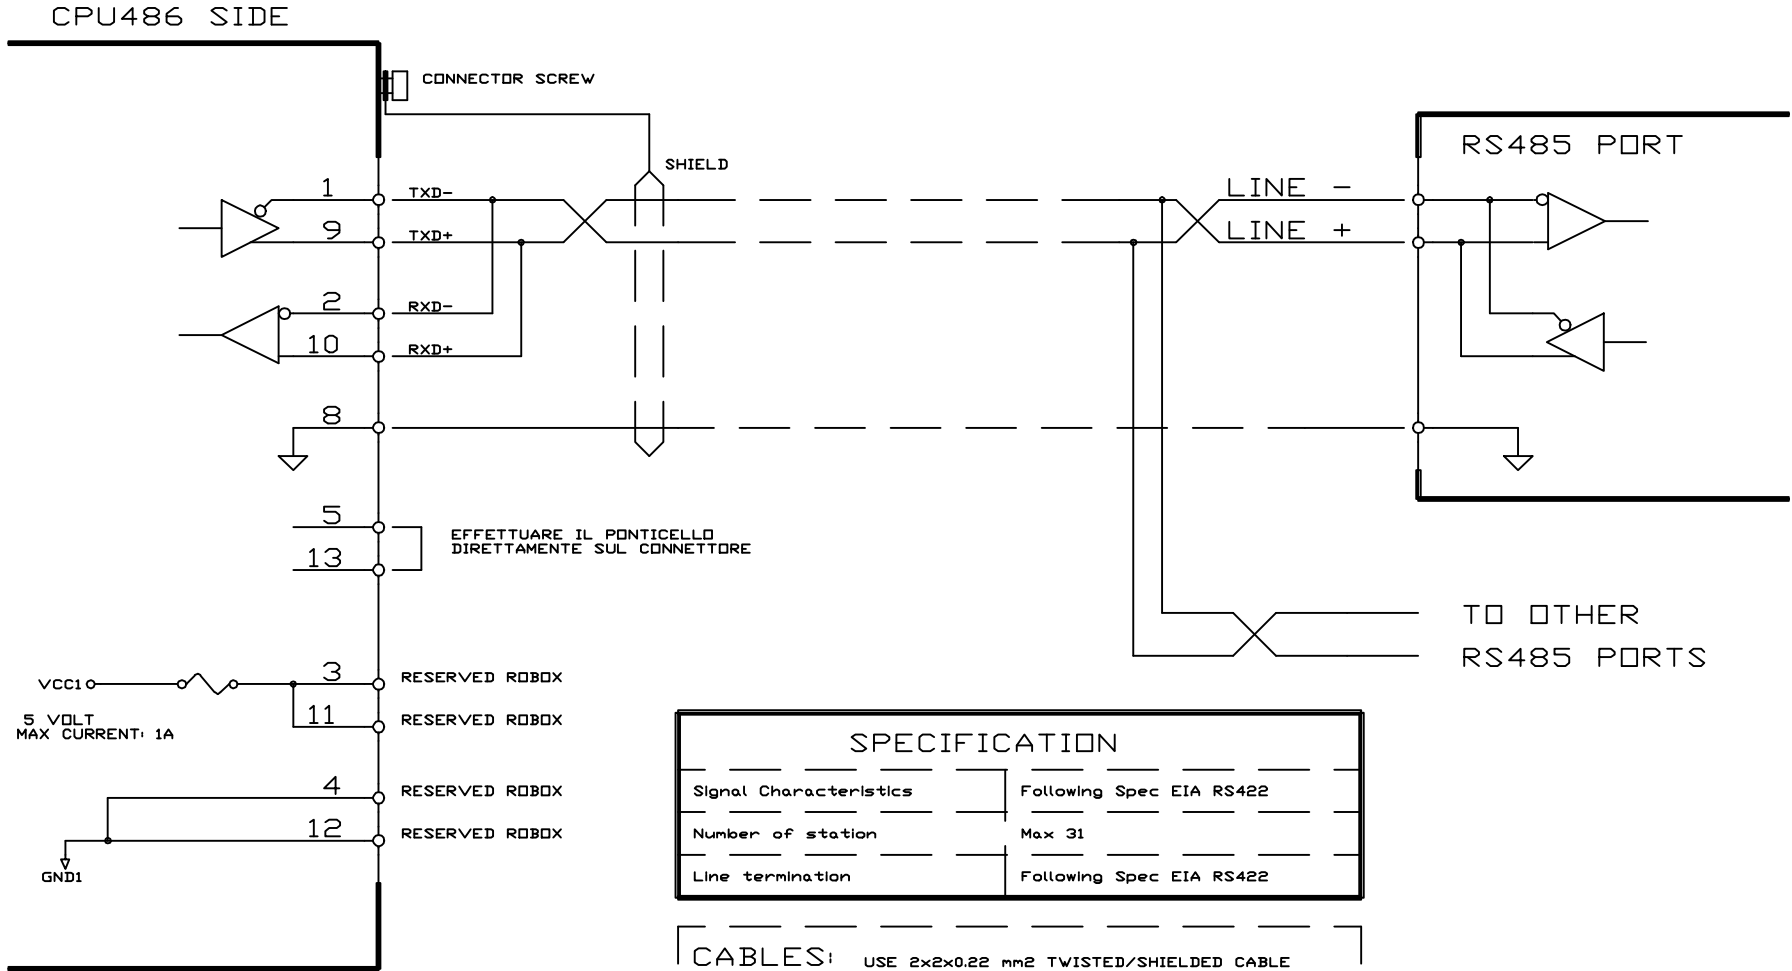 CPU486 SIDE
CONNECTOR SCREW
SHIELD
RS485 PORT
1
TXD-
LINE -
9
TXD+
LINE +
2
RXD-
10
RXD+
8
5
13
EFFETTUARE IL PONTICELLO
DIRETTAMENTE SUL CONNETTORE
TO OTHER
RS485 PORTS
VCC1
3
RESERVED ROBOX
5 VOLT
MAX CURRENT: 1A
11
RESERVED ROBOX
4
RESERVED ROBOX
12
RESERVED ROBOX
GND1
SPECIFICATION
Signal Characteristics
Following Spec EIA RS422
Number of station
Max 31
Line termination
Following Spec EIA RS422
CABLES: USE 2x2x0.22 mm2 TWISTED/SHIELDED CABLE